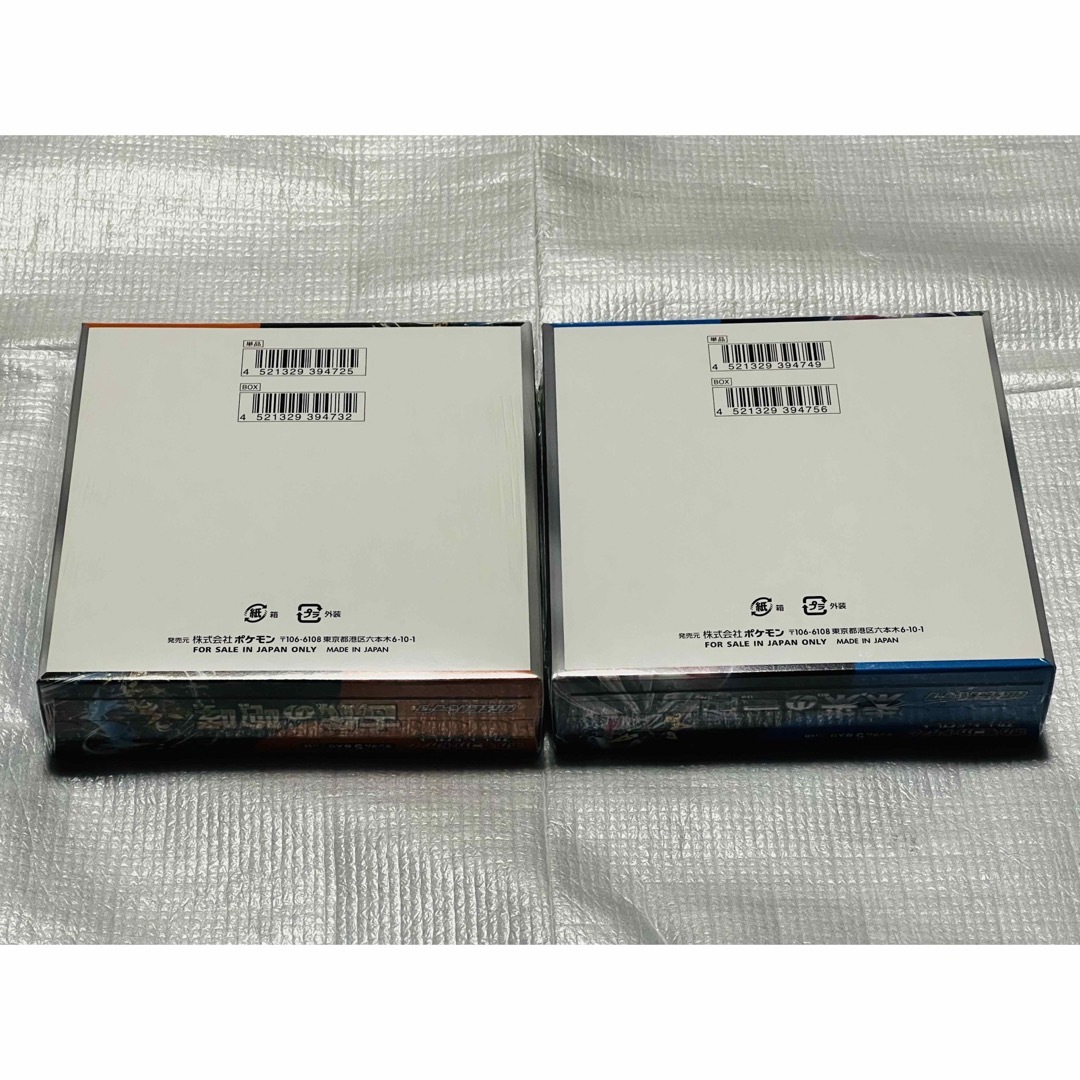 単品
4 521329 394725
BOX
4 521329 394732
紙 箱 プラ 外装
発売元 株式会社 ポケモン 〒106-6108 東京都港区六本木6-10-1
FOR SALE IN JAPAN ONLY MADE IN JAPAN
単品
4 521329 394749
BOX
4 521329 394756
紙 箱 プラ 外装
発売元 株式会社 ポケモン 〒106-6108 東京都港区六本木6-10-1
FOR SALE IN JAPAN ONLY MADE IN JAPAN